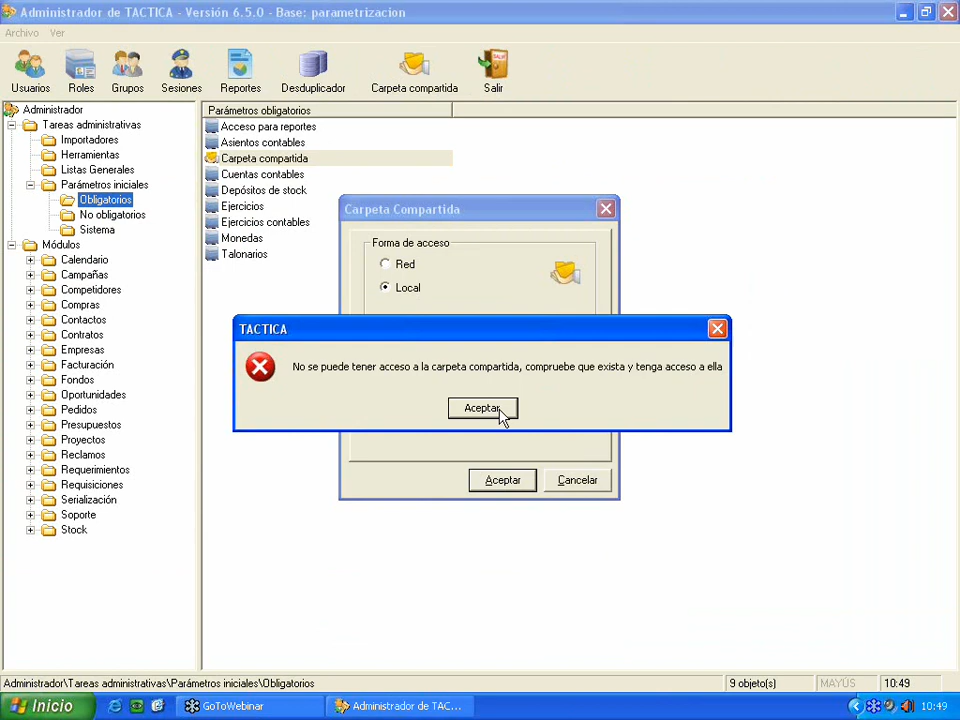 Administrador de TACTICA - Versión 6.5.0 - Base: parametrizacion
Archivo Ver
Usuarios Roles Grupos Sesiones Reportes Desduplicador Carpeta compartida Salir
Administrador
Tareas administrativas
Importadores
Herramientas
Listas Generales
Parámetros iniciales
Obligatorios
No obligatorios
Sistema
Módulos
Calendario
Campañas
Competidores
Compras
Contactos
Contratos
Empresas
Facturación
Fondos
Oportunidades
Pedidos
Presupuestos
Proyectos
Reclamos
Requerimientos
Requisiciones
Serialización
Soporte
Stock
Parámetros obligatorios
Acceso para reportes
Asientos contables
Carpeta compartida
Cuentas contables
Depósitos de stock
Ejercicios
Ejercicios contables
Monedas
Talonarios
Carpeta Compartida
Forma de acceso
Red
Local
TACTICA
No se puede tener acceso a la carpeta compartida, compruebe que exista y tenga acceso a ella
Aceptar
Aceptar Cancelar
Administrador\Tareas administrativas\Parámetros iniciales\Obligatorios 9 objeto(s) MAYÚS 10:49
Inicio GoToWebinar Administrador de TAC... 10:49